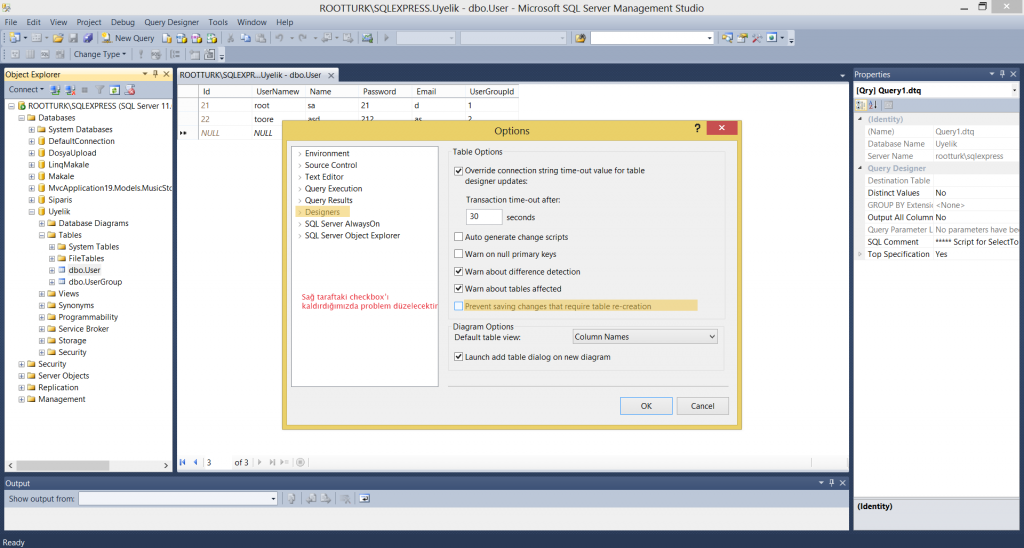 ROOTTURK\SQLEXPRESS.Uyelik - dbo.User - Microsoft SQL Server Management Studio
File Edit View Project Debug Query Designer Tools Window Help
New Query
Change Type
Object Explorer
Connect
ROOTTURK\SQLEXPRESS (SQL Server 11.
Databases
System Databases
DefaultConnection
DosyaUpload
LinqMakale
Makale
MvcApplication19.Models.MusicSto
Siparis
Uyelik
Database Diagrams
Tables
System Tables
FileTables
dbo.User
dbo.UserGroup
Views
Synonyms
Programmability
Service Broker
Storage
Security
Security
Server Objects
Replication
Management
ROOTTURK\SQLEXPR...Uyelik - dbo.User
Id UserNamew Name Password Email UserGroupId
21 root sa 21 d 1
22 toore asd 212 as 2
NULL NULL
Options
?
Environment
Source Control
Text Editor
Query Execution
Query Results
Designers
SQL Server AlwaysOn
SQL Server Object Explorer
Sağ taraftaki checkbox'ı
kaldırdığımızda problem düzelecektir
Table Options
Override connection string time-out value for table
designer updates:
Transaction time-out after:
30 seconds
Auto generate change scripts
Warn on null primary keys
Warn about difference detection
Warn about tables affected
Prevent saving changes that require table re-creation
Diagram Options
Default table view: Column Names
Launch add table dialog on new diagram
OK Cancel
3 of 3
Properties
[Qry] Query1.dtq
(Identity)
(Name) Query1.dtq
Database Name Uyelik
Server Name rootturk\sqlexpress
Query Designer
Destination Table
Distinct Values No
GROUP BY Extensio <None>
Output All Column No
Query Parameter L No parameters have bee
SQL Comment ***** Script for SelectTo
Top Specification Yes
(Identity)
Output
Show output from:
Ready